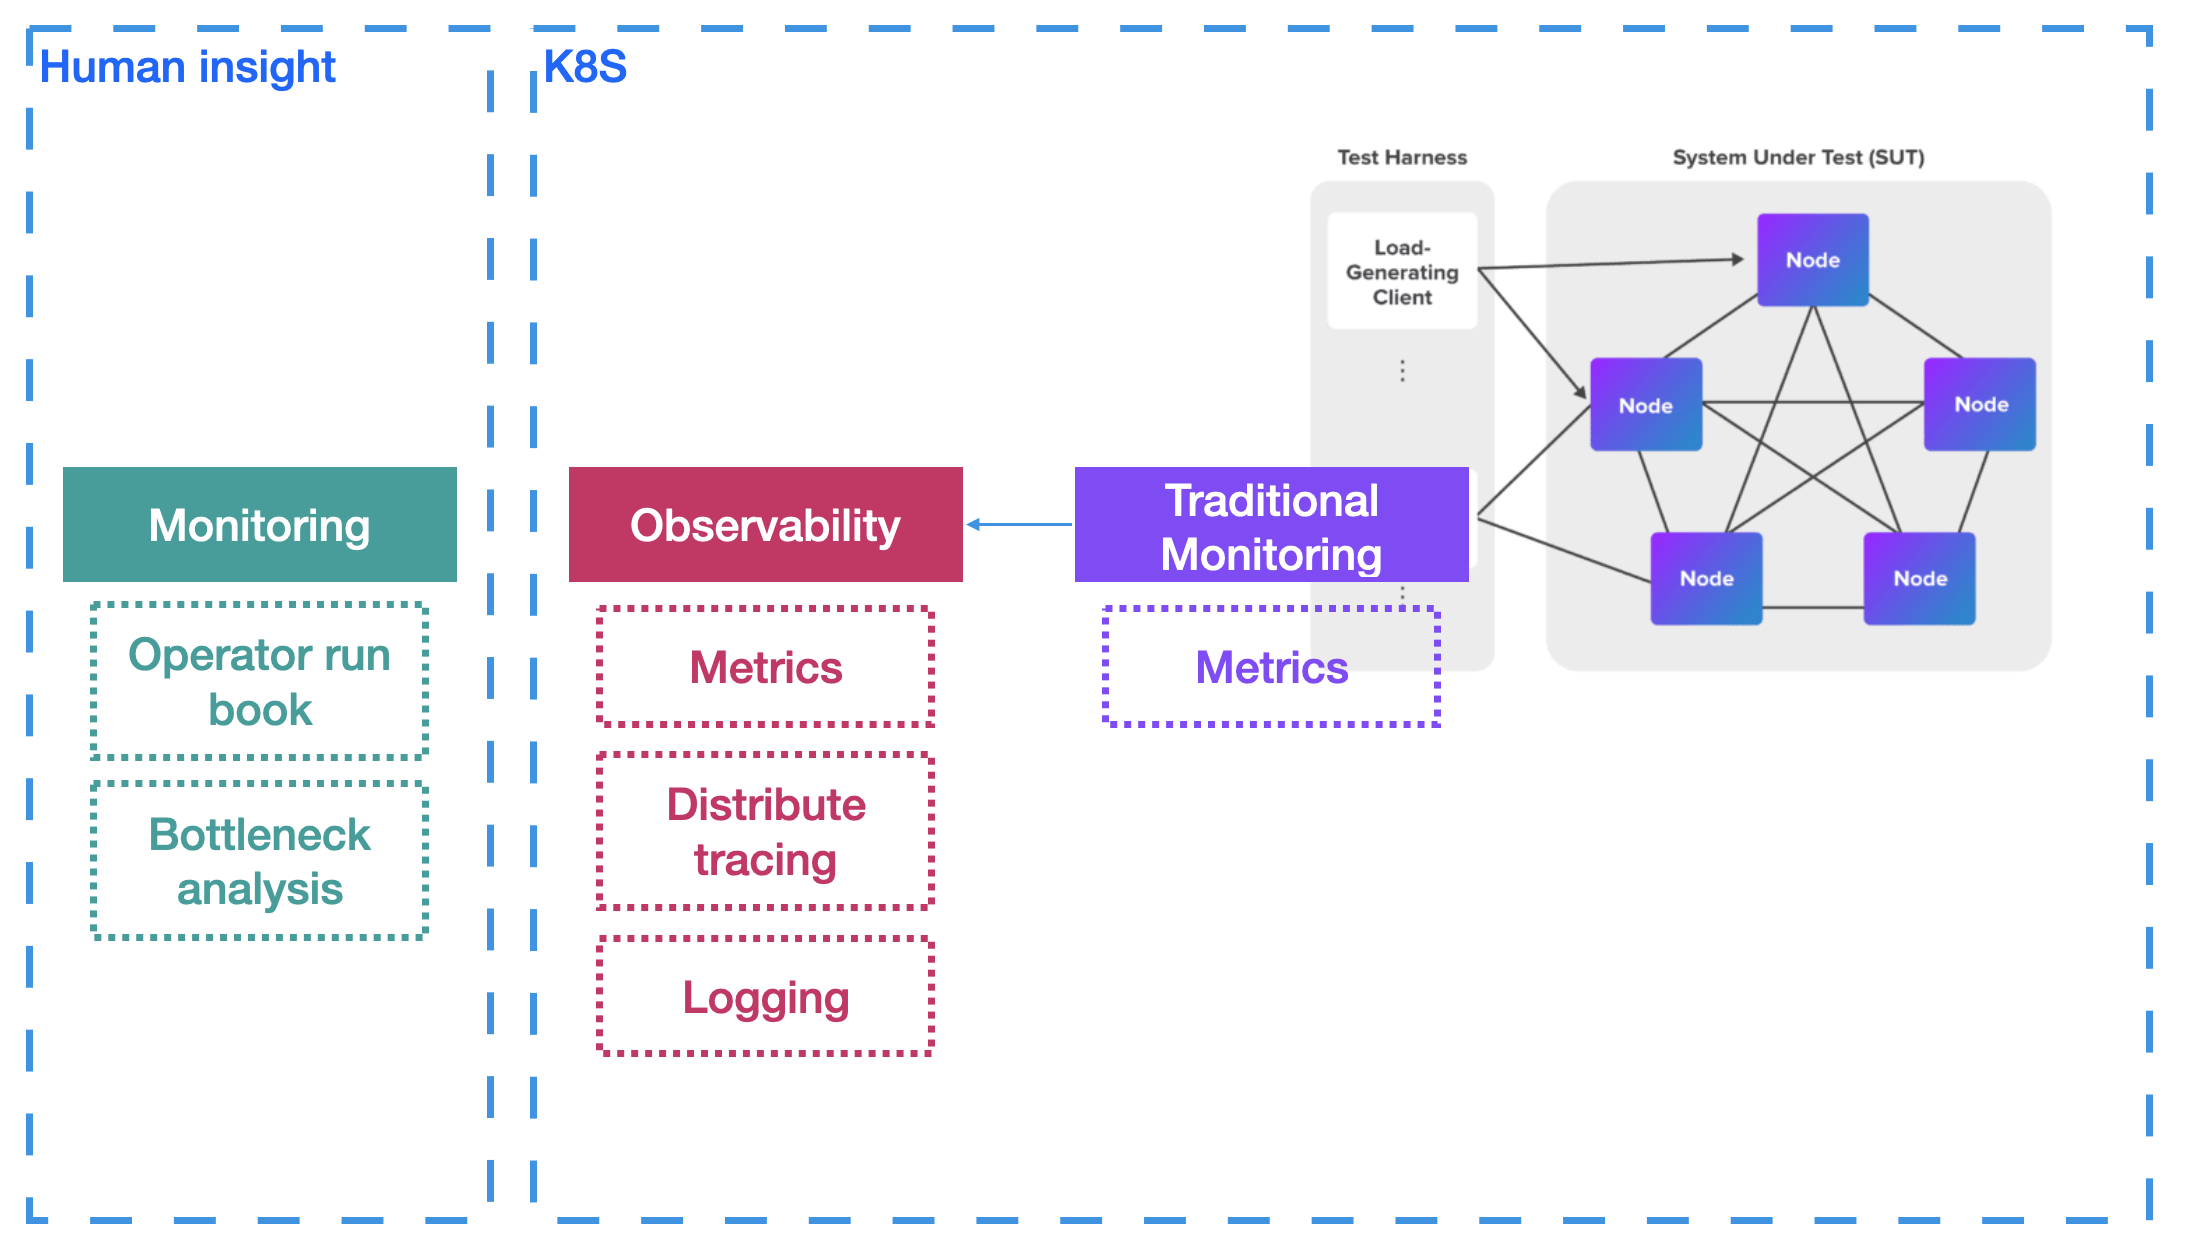 Human insight
Monitoring
Operator run
book
Bottleneck
analysis
K8S
Observability
Metrics
Distribute
tracing
Logging
Traditional
Monitoring
Metrics
Test Harness
Load-
Generating
Client
System Under Test (SUT)
Node
Node
Node
Node
Node